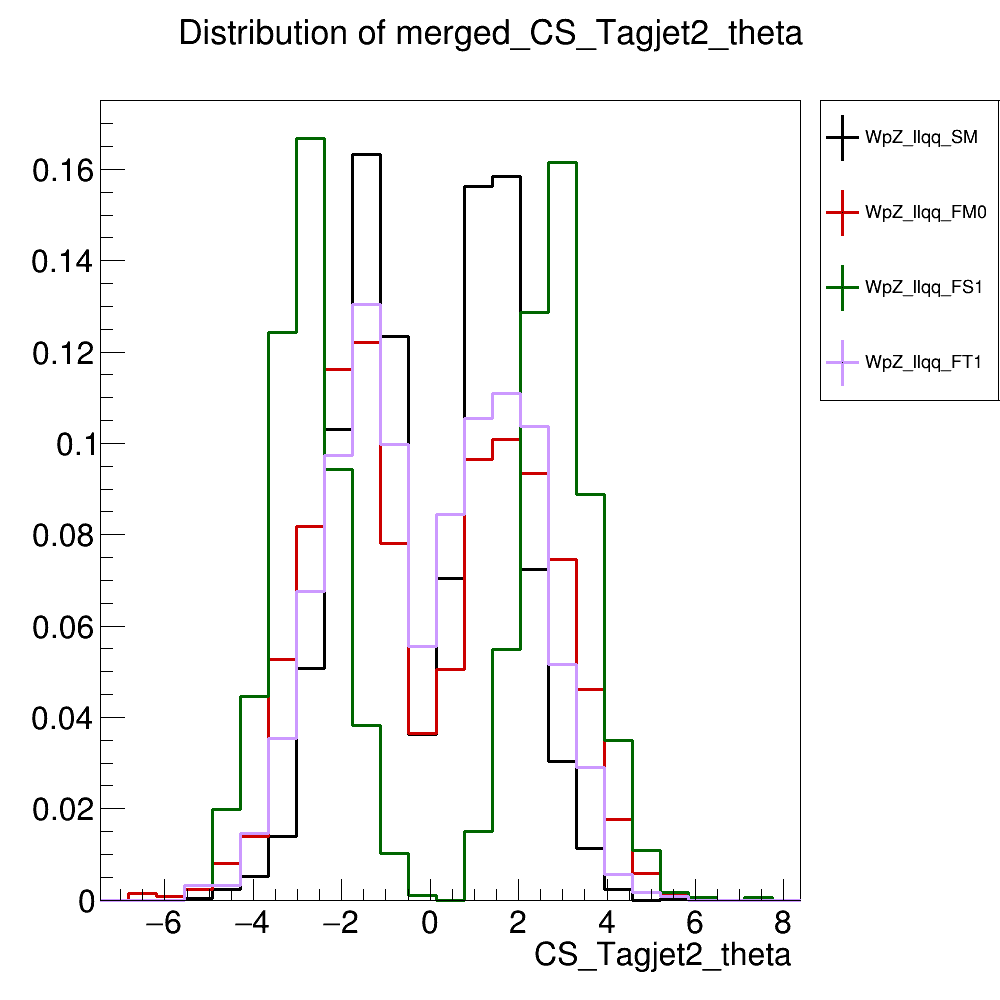 Distribution of merged_CS_Tagjet2_theta
WpZ_llqq_SM
WpZ_llqq_FM0
WpZ_llqq_FS1
WpZ_llqq_FT1
0.16
0.14
0.12
0.1
0.08
0.06
0.04
0.02
0
−6 −4 −2 0 2 4 6 8
CS_Tagjet2_theta